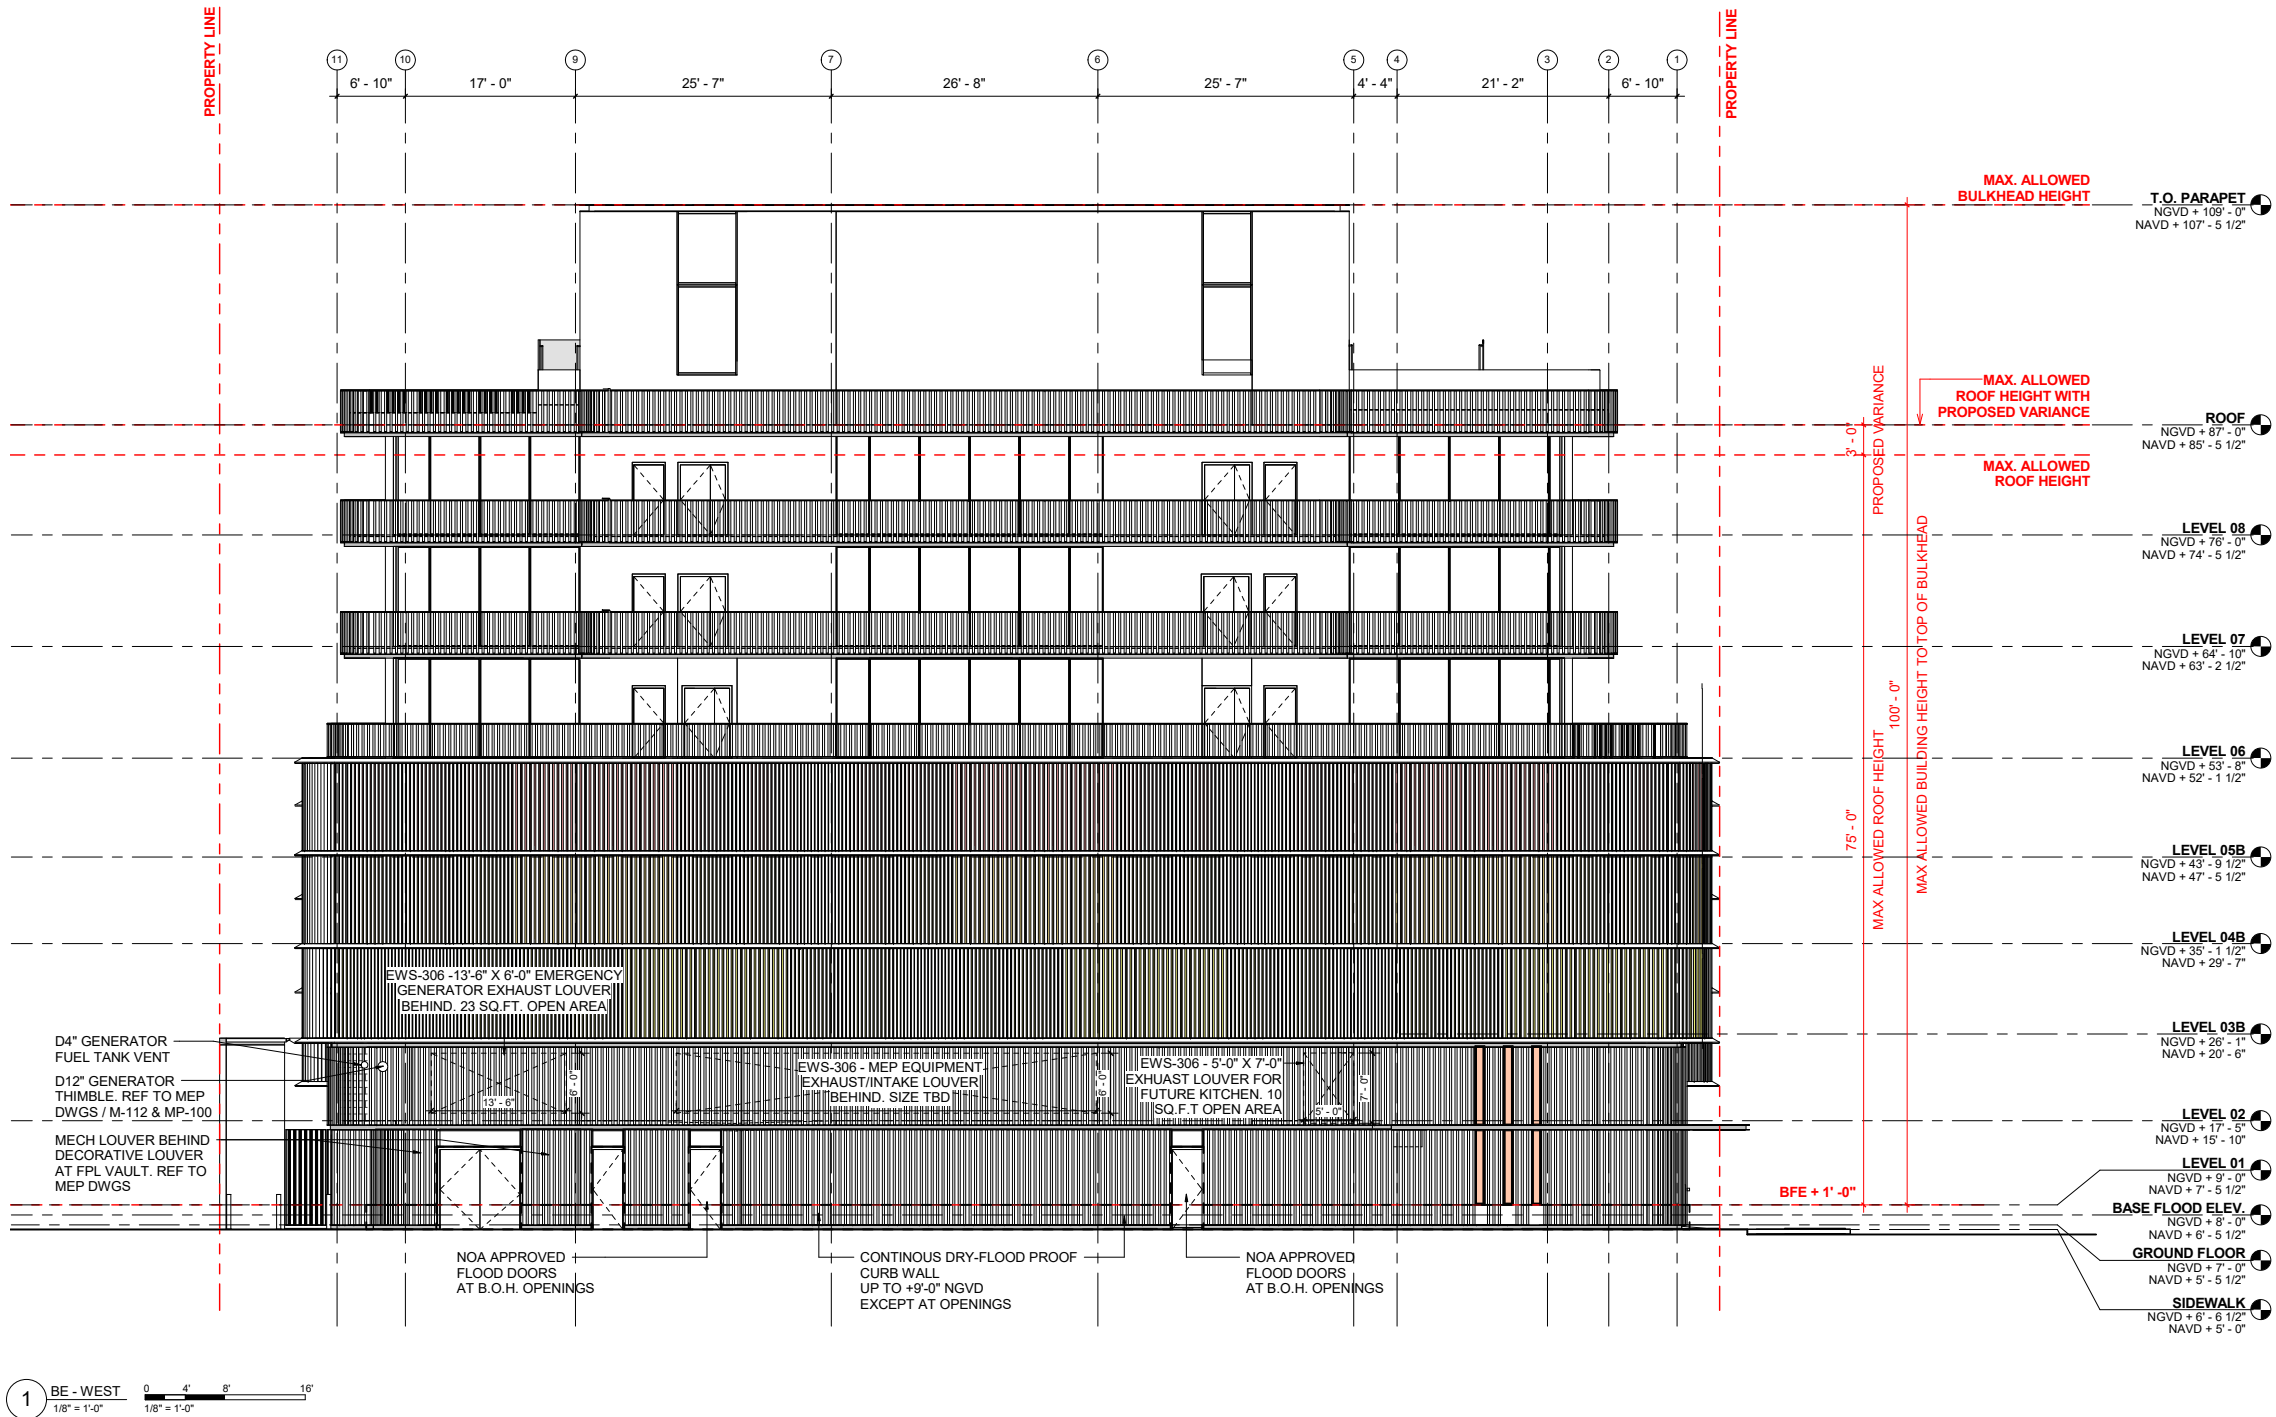 PROPERTY LINE
PROPERTY LINE
11
10
9
7
6
5
4
3
2
1
6' - 10"
17' - 0"
25' - 7"
26' - 8"
25' - 7"
4' - 4"
21' - 2"
6' - 10"
MAX. ALLOWED
BULKHEAD HEIGHT
T.O. PARAPET
NGVD + 109' - 0"
NAVD + 107' - 5 1/2"
MAX. ALLOWED
ROOF HEIGHT WITH
PROPOSED VARIANCE
ROOF
NGVD + 87' - 0"
NAVD + 85' - 5 1/2"
3' - 0"
PROPOSED VARIANCE
MAX. ALLOWED
ROOF HEIGHT
LEVEL 08
NGVD + 76' - 0"
NAVD + 74' - 5 1/2"
LEVEL 07
NGVD + 64' - 10"
NAVD + 63' - 2 1/2"
100' - 0"
MAX ALLOWED BUILDING HEIGHT TO TOP OF BULKHEAD
75' - 0"
MAX ALLOWED ROOF HEIGHT
LEVEL 06
NGVD + 53' - 8"
NAVD + 52' - 1 1/2"
LEVEL 05B
NGVD + 43' - 9 1/2"
NAVD + 47' - 5 1/2"
LEVEL 04B
NGVD + 35' - 1 1/2"
NAVD + 29' - 7"
EWS-306 -13'-6" X 6'-0" EMERGENCY
GENERATOR EXHAUST LOUVER
BEHIND. 23 SQ.FT. OPEN AREA
LEVEL 03B
NGVD + 26' - 1"
NAVD + 20' - 6"
D4" GENERATOR
FUEL TANK VENT
D12" GENERATOR
THIMBLE. REF TO MEP
DWGS / M-112 & MP-100
MECH LOUVER BEHIND
DECORATIVE LOUVER
AT FPL VAULT. REF TO
MEP DWGS
13' - 6"
6' - 0"
EWS-306 - MEP EQUIPMENT
EXHAUST/INTAKE LOUVER
BEHIND. SIZE TBD
6' - 0"
EWS-306 - 5'-0" X 7'-0"
EXHUAST LOUVER FOR
FUTURE KITCHEN. 10
SQ.F.T OPEN AREA
5' - 0"
7' - 0"
LEVEL 02
NGVD + 17' - 5"
NAVD + 15' - 10"
LEVEL 01
NGVD + 9' - 0"
NAVD + 7' - 5 1/2"
BFE + 1' -0"
BASE FLOOD ELEV.
NGVD + 8' - 0"
NAVD + 6' - 5 1/2"
GROUND FLOOR
NGVD + 7' - 0"
NAVD + 5' - 5 1/2"
SIDEWALK
NGVD + 6' - 6 1/2"
NAVD + 5' - 0"
NOA APPROVED
FLOOD DOORS
AT B.O.H. OPENINGS
CONTINOUS DRY-FLOOD PROOF
CURB WALL
UP TO +9'-0" NGVD
EXCEPT AT OPENINGS
NOA APPROVED
FLOOD DOORS
AT B.O.H. OPENINGS
1
BE - WEST
1/8" = 1'-0"
0 4' 8' 16'
1/8" = 1'-0"